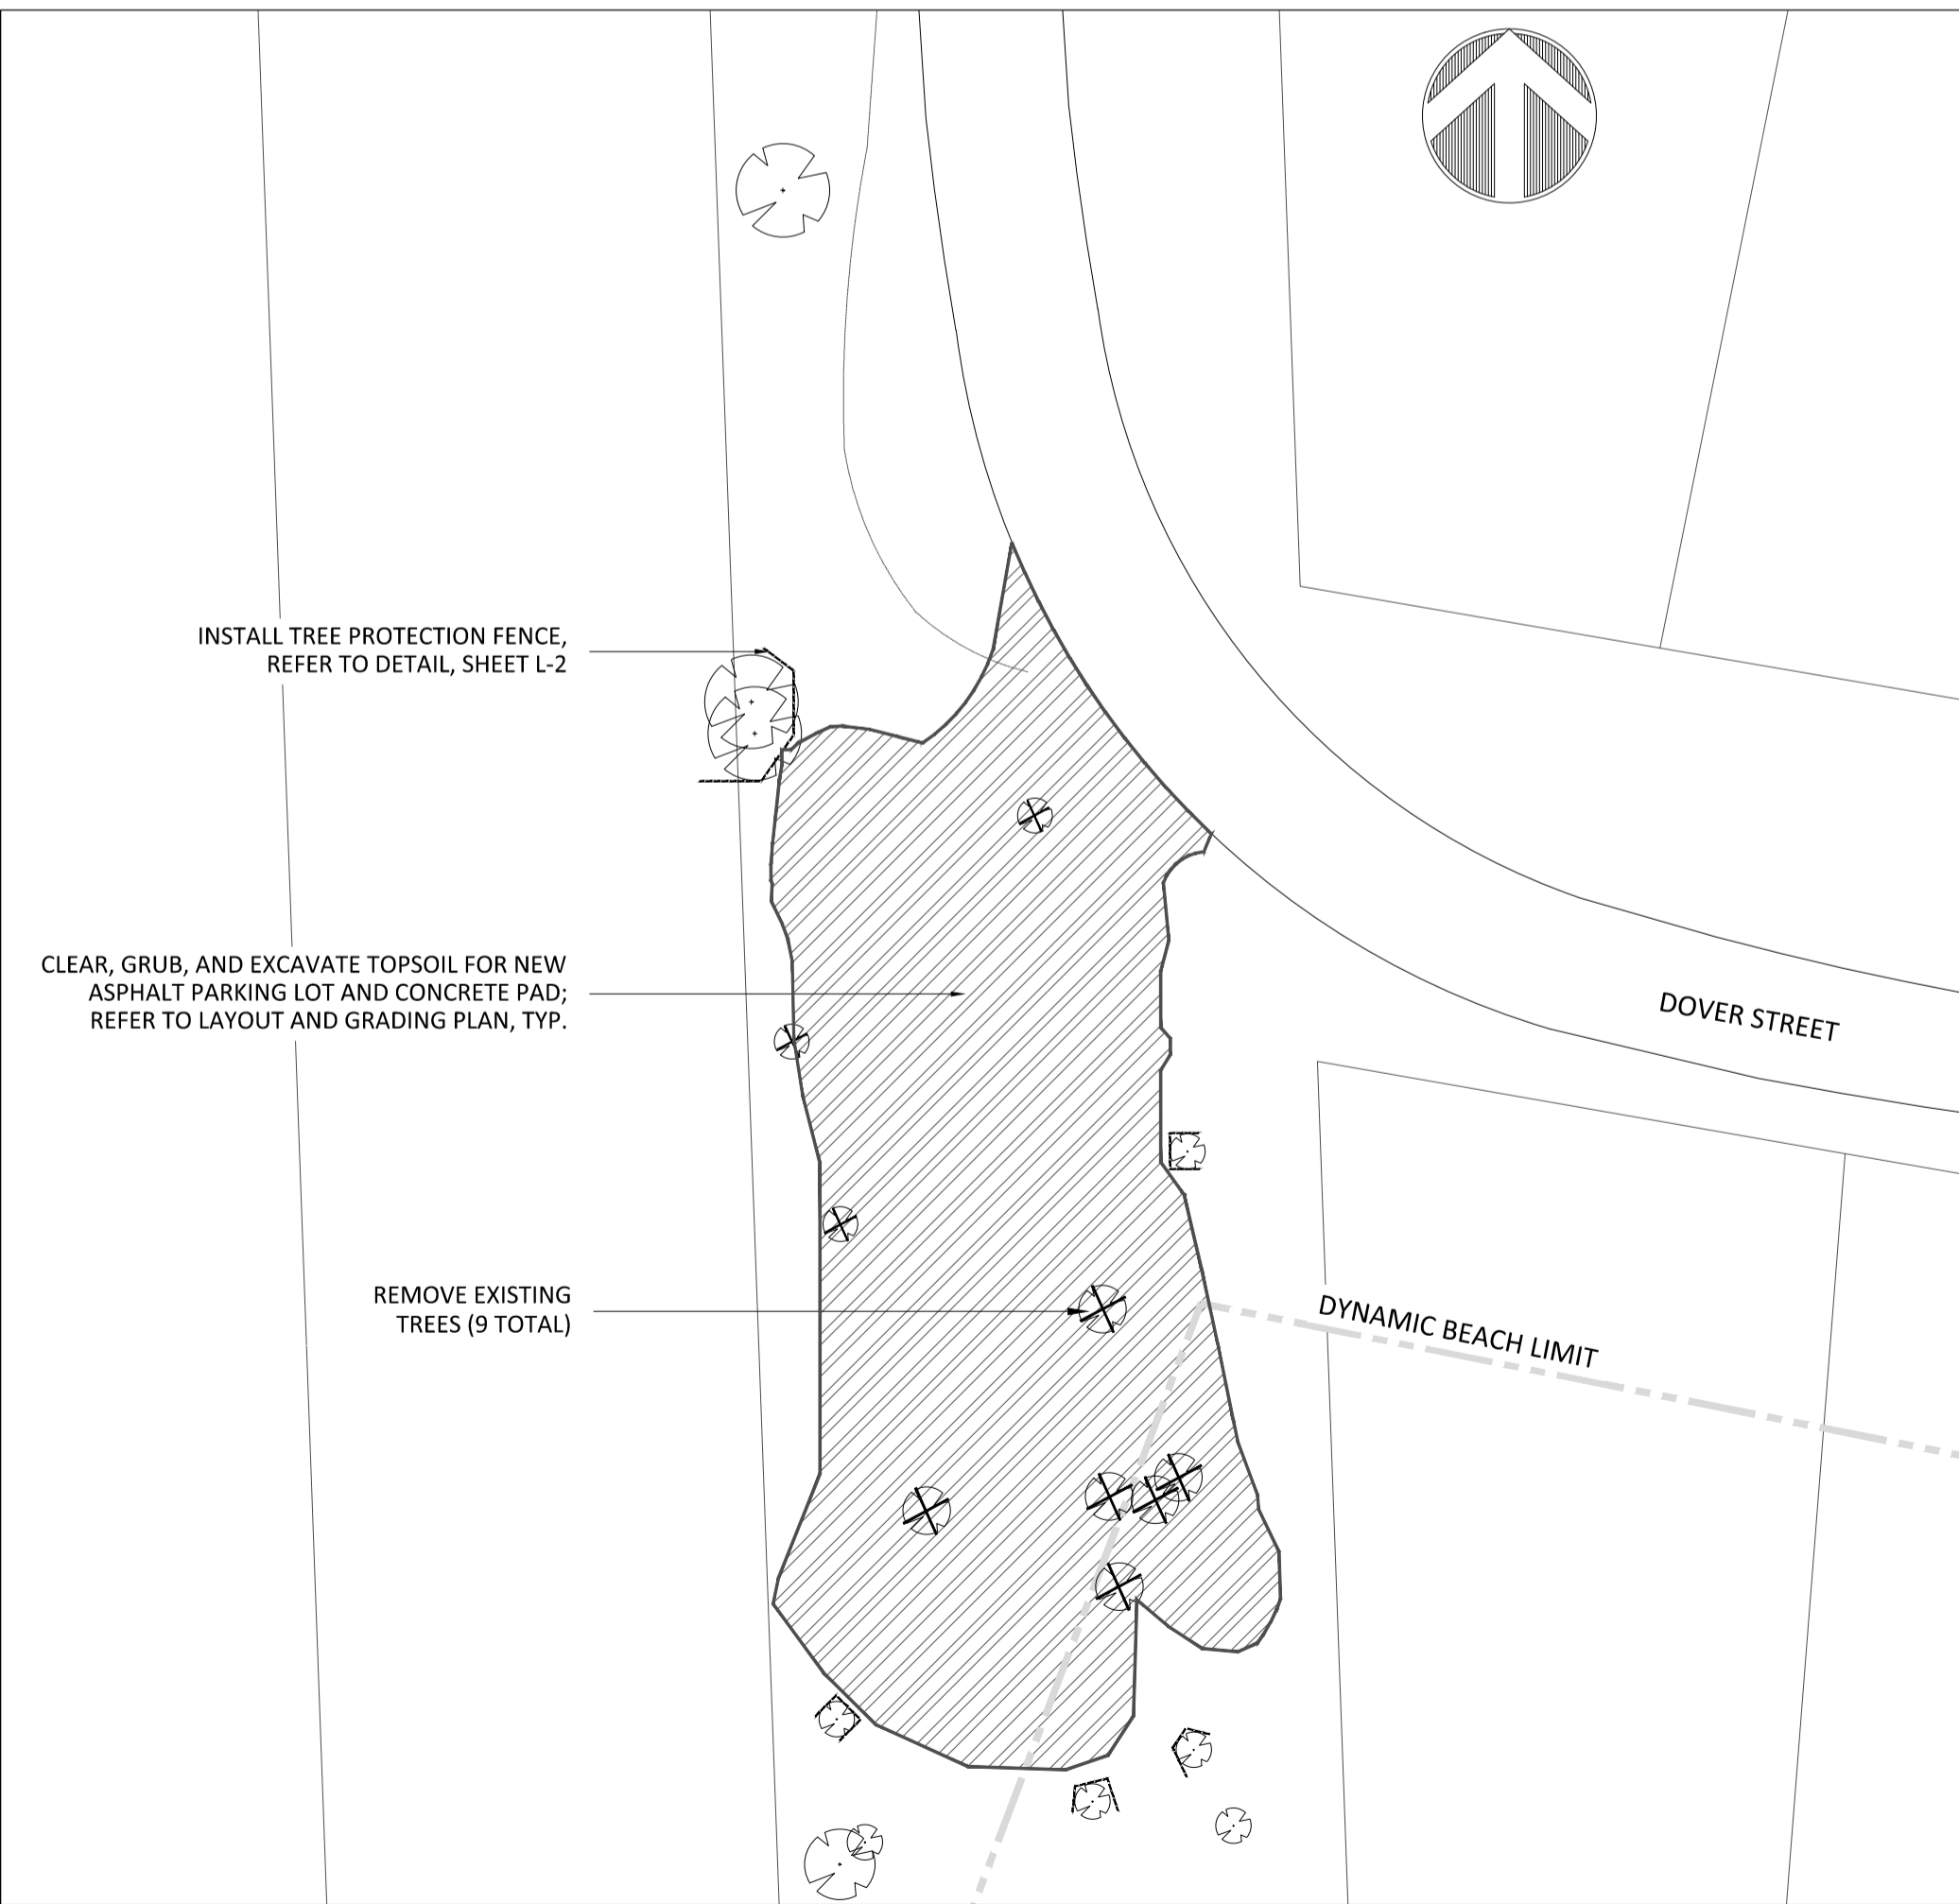 INSTALL TREE PROTECTION FENCE,
REFER TO DETAIL, SHEET L-2
CLEAR, GRUB, AND EXCAVATE TOPSOIL FOR NEW
ASPHALT PARKING LOT AND CONCRETE PAD;
REFER TO LAYOUT AND GRADING PLAN, TYP.
DOVER STREET
REMOVE EXISTING
TREES (9 TOTAL)
DYNAMIC BEACH LIMIT